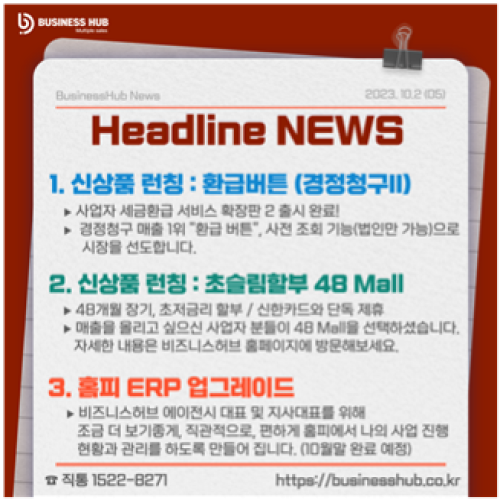 BUSINESS HUB
Multiple sales
BusinessHub News
2023. 10.2 (05)
Headline NEWS
1. 신상품 런칭 : 환급버튼 (경정청구II)
▶ 사업자 세금환급 서비스 확장판 2 출시 완료!
▶ 경정청구 매출 1위 "환급 버튼", 사전 조회 기능(법인만 가능)으로
시장을 선도합니다.
2. 신상품 런칭 : 초슬림할부 48 Mall
▶ 48개월 장기, 초저금리 할부 / 신한카드와 단독 제휴
▶ 매출을 올리고 싶으신 사업자 분들이 48 Mall을 선택하셨습니다.
자세한 내용은 비즈니스허브 홈페이지에 방문해보세요.
3. 홈피 ERP 업그레이드
▶ 비즈니스허브 에이전시 대표 및 지사대표를 위해
조금 더 보기좋게, 직관적으로, 편하게 홈피에서 나의 사업 진행
현황과 관리를 하도록 만들어 집니다. (10월말 완료 예정)
☎ 직통 1522-8271
https://businesshub.co.kr